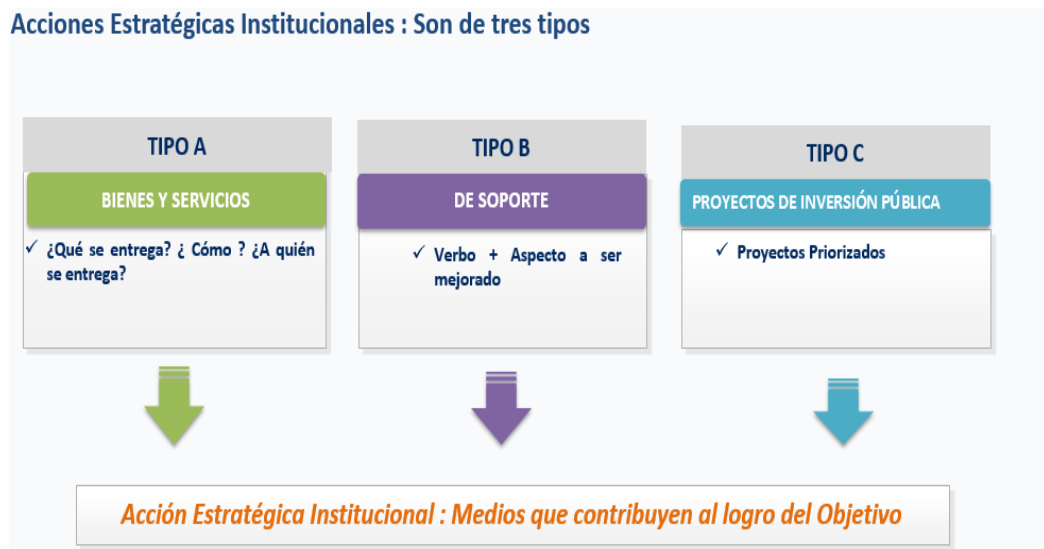 Acciones Estratégicas Institucionales : Son de tres tipos
TIPO A
BIENES Y SERVICIOS
✓ ¿Qué se entrega? ¿ Cómo ? ¿A quién
se entrega?
TIPO B
DE SOPORTE
✓ Verbo + Aspecto a ser
mejorado
TIPO C
PROYECTOS DE INVERSIÓN PÚBLICA
✓ Proyectos Priorizados
Acción Estratégica Institucional : Medios que contribuyen al logro del Objetivo